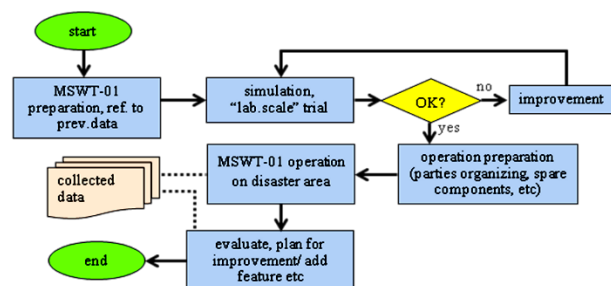 start
MSWT-01
preparation, ref. to
prev.data
simulation,
“lab.scale” trial
OK?
no
improvement
yes
operation preparation
(parties organizing, spare
components, etc)
MSWT-01 operation
on disaster area
collected
data
evaluate, plan for
improvement/ add
feature etc
end